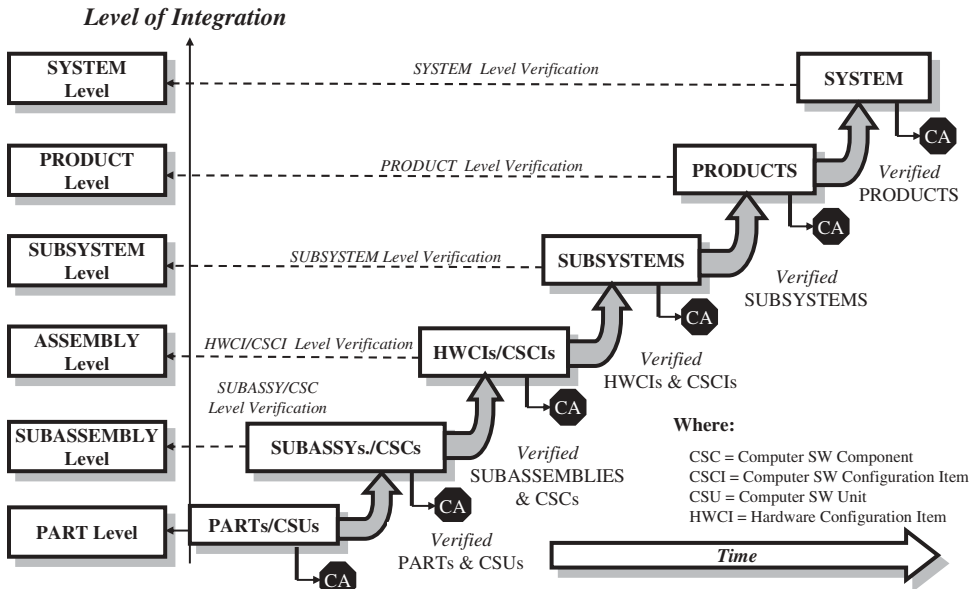 Level of Integration
SYSTEM
Level
SYSTEM Level Verification
SYSTEM
CA
PRODUCT
Level
PRODUCT Level Verification
PRODUCTS
Verified
PRODUCTS
CA
SUBSYSTEM
Level
SUBSYSTEM Level Verification
SUBSYSTEMS
Verified
SUBSYSTEMS
CA
ASSEMBLY
Level
HWCI/CSCI Level Verification
HWCIs/CSCIs
Verified
HWCIs & CSCIs
CA
SUBASSEMBLY
Level
SUBASSY/CSC
Level Verification
SUBASSYs./CSCs
Verified
SUBASSEMBLIES
& CSCs
CA
PART Level
PARTs/CSUs
Verified
PARTs & CSUs
CA
Where:
CSC = Computer SW Component
CSCI = Computer SW Configuration Item
CSU = Computer SW Unit
HWCI = Hardware Configuration Item
Time